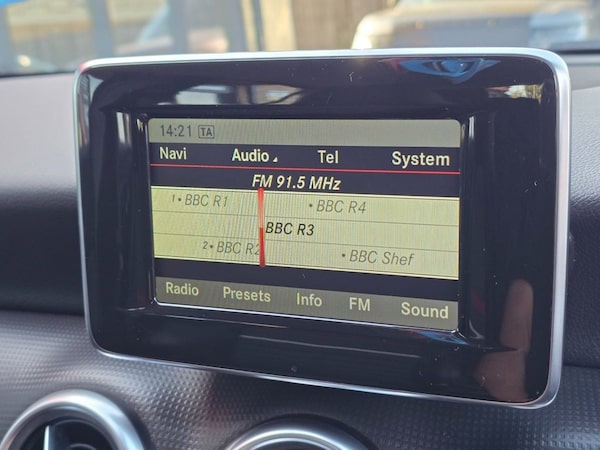 14:21 TA
Navi Audio Tel System
FM 91.5 MHz
1• BBC R1 • BBC R4
BBC R3
2• BBC R2 • BBC Shef
Radio Presets Info FM Sound